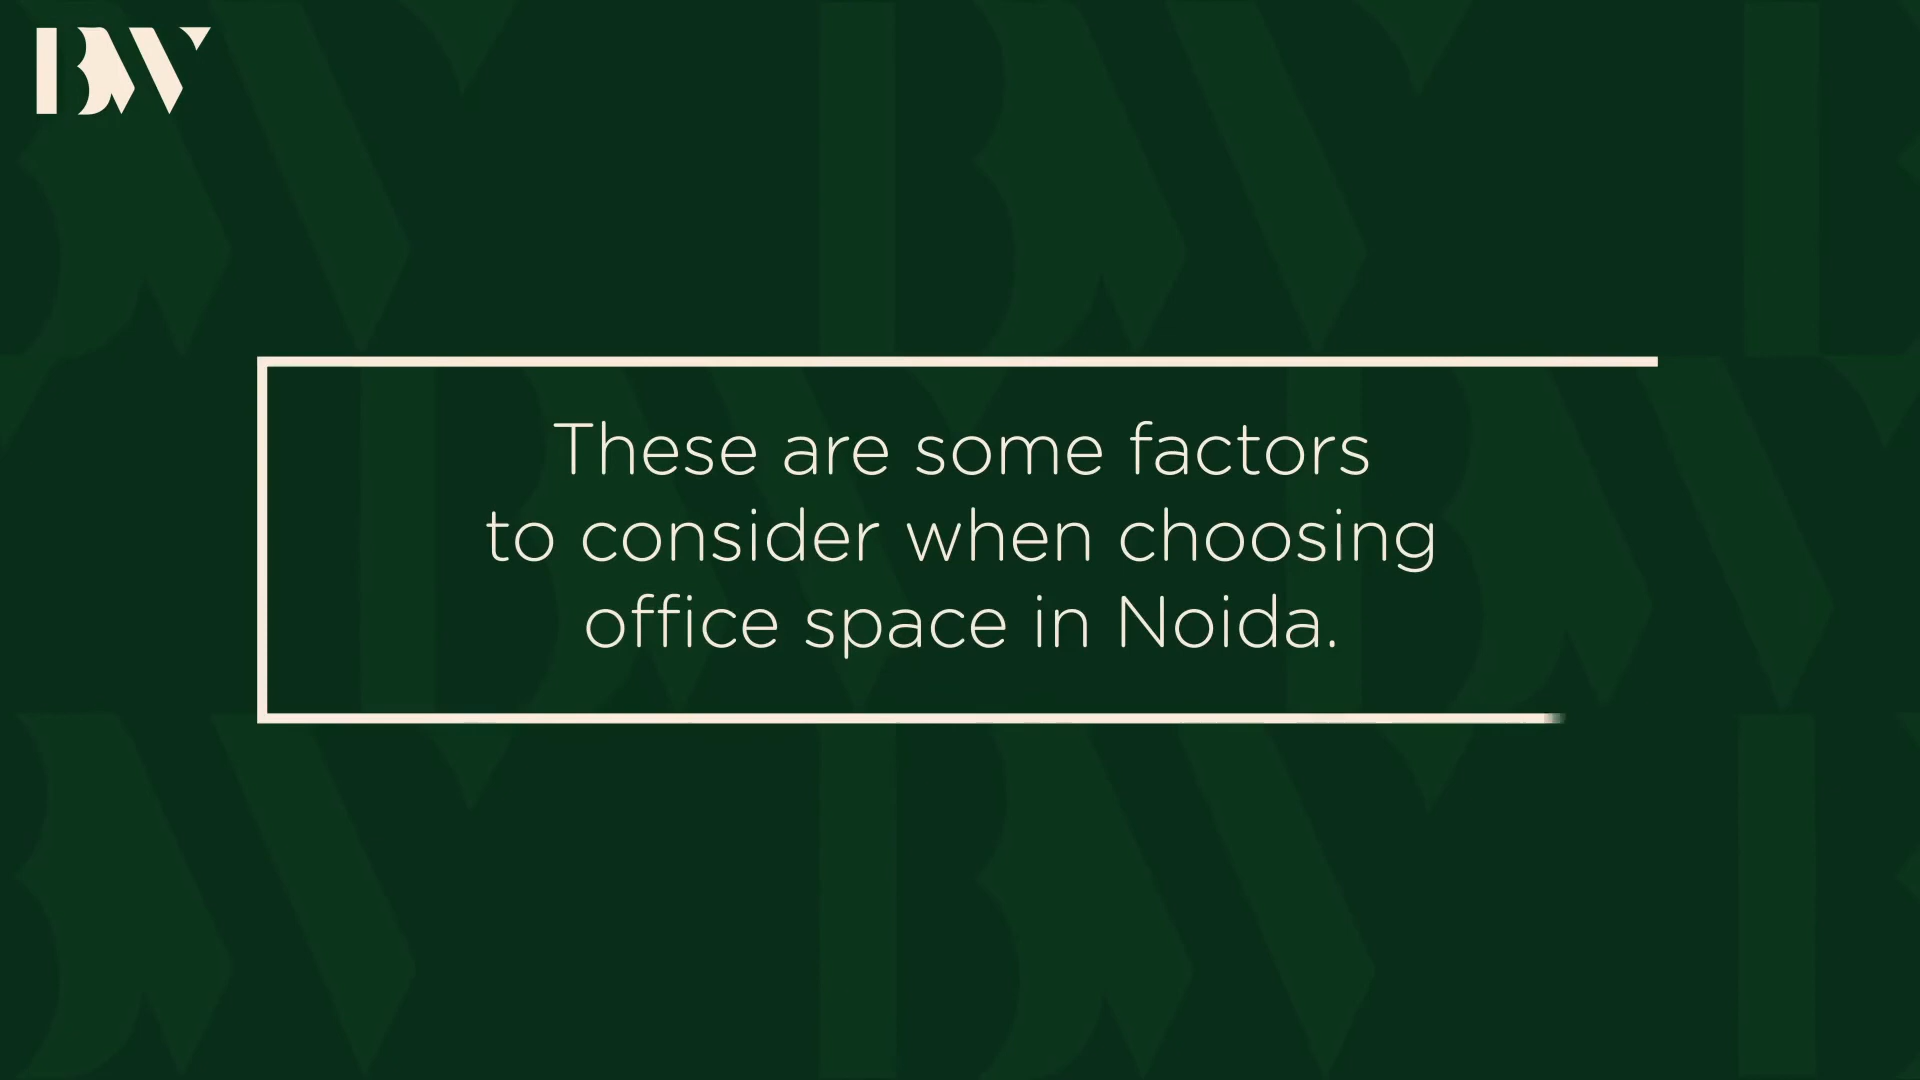 BW
These are some factors
to consider when choosing
office space in Noida.